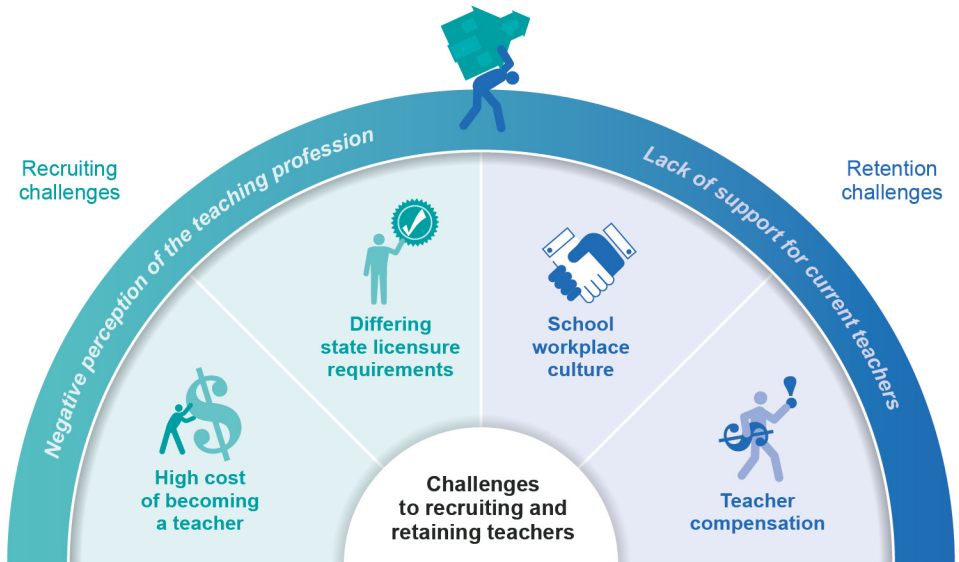 Recruiting
challenges
Negative perception of the teaching profession
Lack of support for current teachers
Retention
challenges
High cost
of becoming
a teacher
Differing
state licensure
requirements
School
workplace
culture
Teacher
compensation
Challenges
to recruiting and
retaining teachers